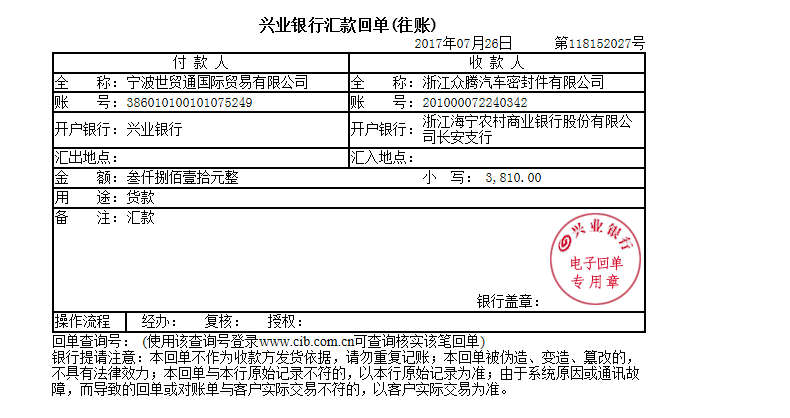 兴业银行汇款回单(往账)
2017年07月26日 第118152027号
付 款 人 收 款 人
全 称：宁波世贸通国际贸易有限公司 全 称：浙江众腾汽车密封件有限公司
账 号：386010100101075249 账 号：201000072240342
开户银行：兴业银行 开户银行：浙江海宁农村商业银行股份有限公
司长安支行
汇出地点： 汇入地点：
金 额：叁仟捌佰壹拾元整 小 写： 3,810.00
用 途：货款
备 注：汇款
兴业银行
电子回单
专用章
银行盖章：
操作流程 经办： 复核： 授权：
回单查询号： (使用该查询号登录www.cib.com.cn可查询核实该笔回单)
银行提请注意：本回单不作为收款方发货依据，请勿重复记账；本回单被伪造、变造、篡改的，
不具有法律效力；本回单与本行原始记录不符的，以本行原始记录为准；由于系统原因或通讯故
障，而导致的回单或对账单与客户实际交易不符的，以客户实际交易为准。